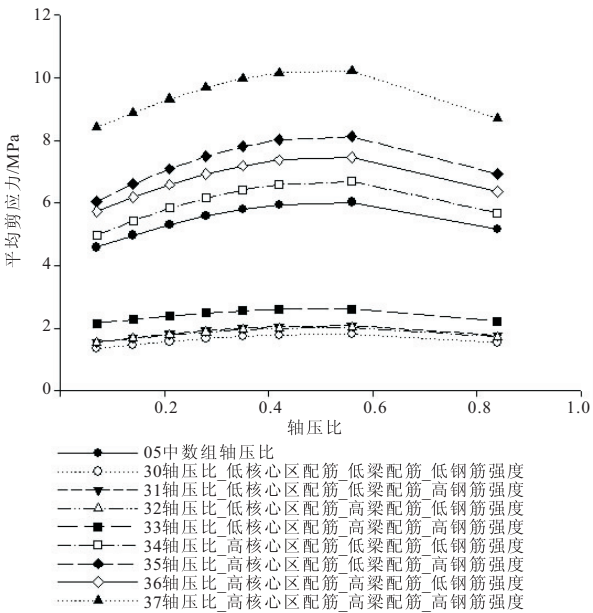 12
10
8
6
4
2
0
平均剪应力/MPa
0.2
0.4
0.6
0.8
1.0
轴压比
05中数组轴压比
30轴压比_低核心区配筋_低梁配筋_低钢筋强度
31轴压比_低核心区配筋_低梁配筋_高钢筋强度
32轴压比_低核心区配筋_高梁配筋_低钢筋强度
33轴压比_低核心区配筋_高梁配筋_高钢筋强度
34轴压比_高核心区配筋_低梁配筋_低钢筋强度
35轴压比_高核心区配筋_低梁配筋_高钢筋强度
36轴压比_高核心区配筋_高梁配筋_低钢筋强度
37轴压比_高核心区配筋_高梁配筋_高钢筋强度